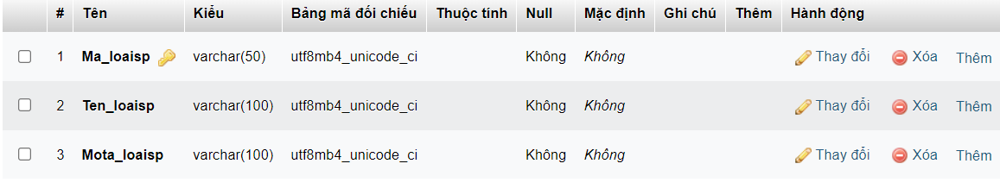 # Tên Kiểu Bảng mã đối chiếu Thuộc tính Null Mặc định Ghi chú Thêm Hành động
1 Ma_loaisp varchar(50) utf8mb4_unicode_ci Không Không Thay đổi Xóa Thêm
2 Ten_loaisp varchar(100) utf8mb4_unicode_ci Không Không Thay đổi Xóa Thêm
3 Mota_loaisp varchar(100) utf8mb4_unicode_ci Không Không Thay đổi Xóa Thêm